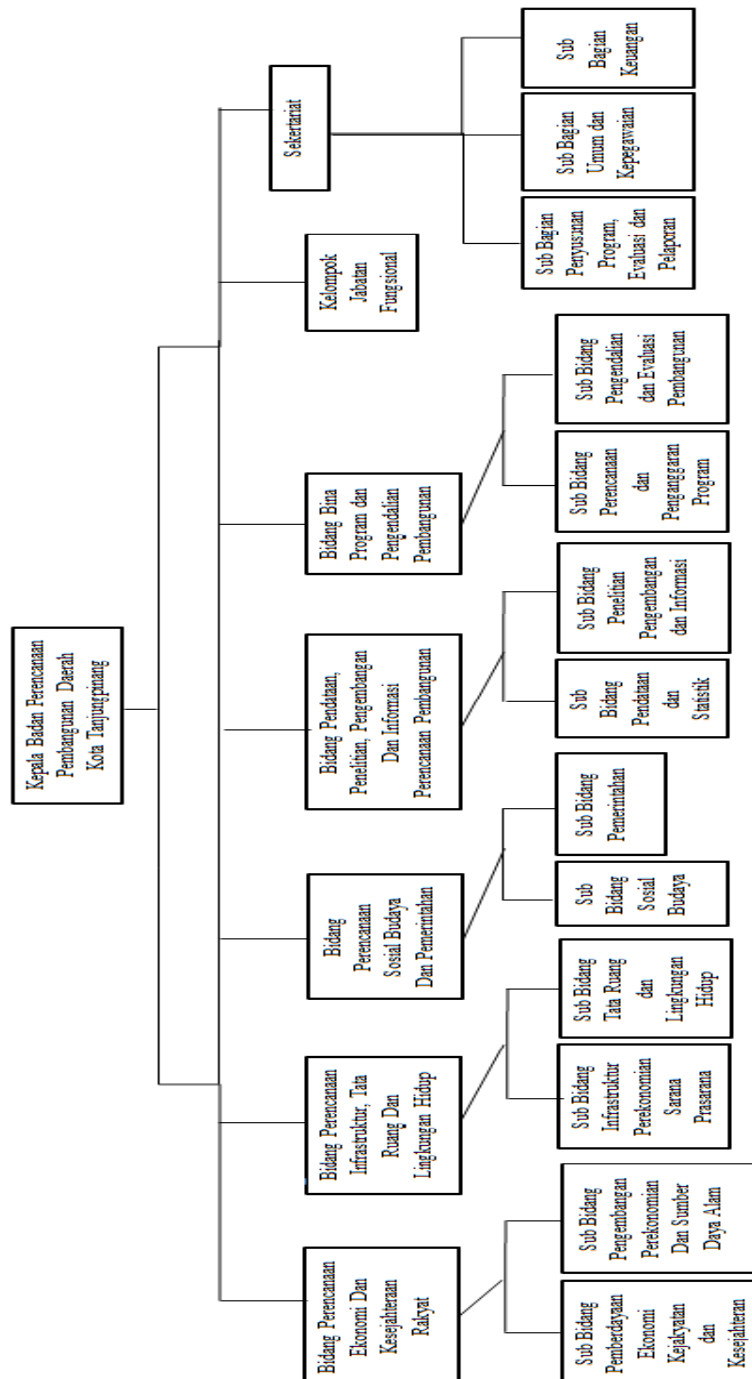 Kepala Badan Perencanaan
Pembangunan Daerah
Kota Tanjungpinang
Bidang Perencanaan
Ekonomi Dan
Kesejahteraan
Rakyat
Bidang Perencanaan
Infrastruktur, Tata
Ruang Dan
Lingkungan Hidup
Bidang
Perencanaan
Sosial Budaya
Dan Pemerintahan
Bidang Pendataan,
Penelitian, Pengembangan
Dan Informasi
Perencanaan Pembangunan
Bidang Bina
Program dan
Pengendalian
Pembangunan
Kelompok
Jabatan
Fungsional
Sekertariat
Sub Bidang
Pemberdayaan
Ekonomi
Kejakyatan
dan
Kesejahteran
Sub Bidang
Pengembangan
Perekonomian
Dan Sumber
Daya Alam
Sub Bidang
Infrastruktur
Perekonomian
Sarana
Prasarana
Sub Bidang
Tata Ruang
dan
Lingkungan
Hidup
Sub
Bidang
Sosial
Budaya
Sub Bidang
Pemerintahan
Sub
Bidang
Pendataan
dan
Statistik
Sub Bidang
Penelitian
Pengembangan
dan Informasi
Sub Bidang
Perencanaan
dan
Penganggaran
Program
Sub Bidang
Pengendalian
dan Evaluasi
Pembangunan
Sub Bagian
Penyusunan
Program,
Evaluasi dan
Pelaporan
Sub Bagian
Umum dan
Kepegawaian
Sub
Bagian
Keuangan